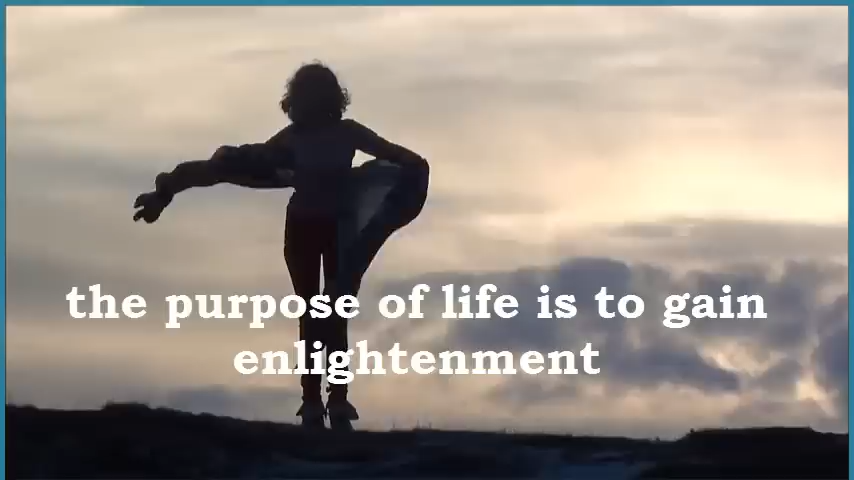 the purpose of life is to gain
enlightenment